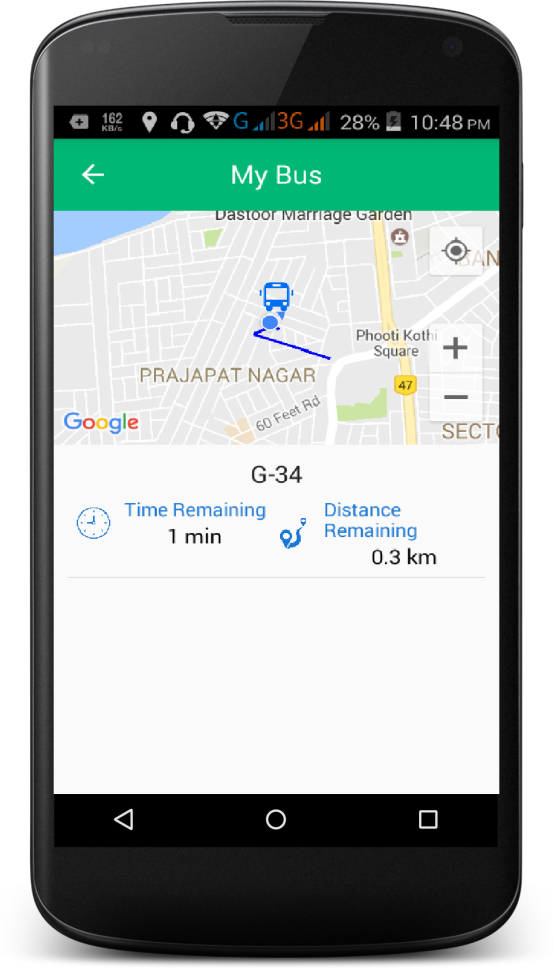 162 KB/s G 3G 28% 10:48 PM
My Bus
Dastoor Marriage Garden
Phooti Kothi
Square
PRAJAPAT NAGAR
47
60 Feet Rd
Google
G-34
Time Remaining
1 min
Distance
Remaining
0.3 km